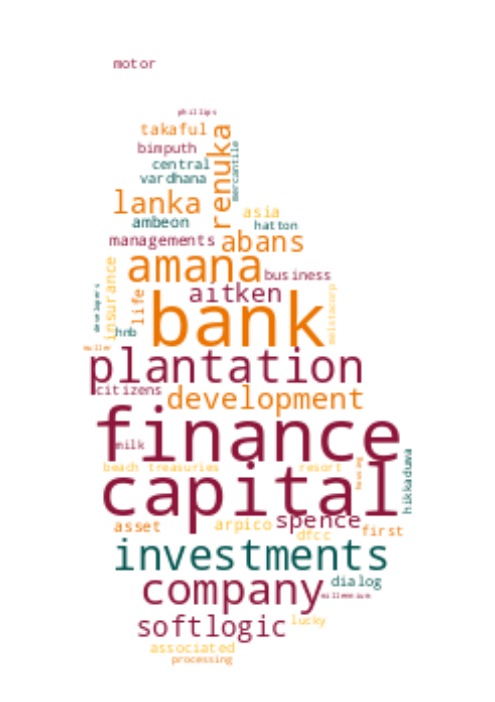 motor
phillips
takaful
renuka
bimputh
mercantile
central
vardhana
lanka
asia
ambeon
hatton
managements
abans
amana
business
insurance
aitken
developers
life
melstacorp
bank
hnb
muller
plantation
citizens
development
finance
milk
hikkaduwa
beach
treasuries
resort
housing
capital
asset
arpico
spence
first
dfcc
investments
company
dialog
millennium
softlogic
lucky
associated
processing